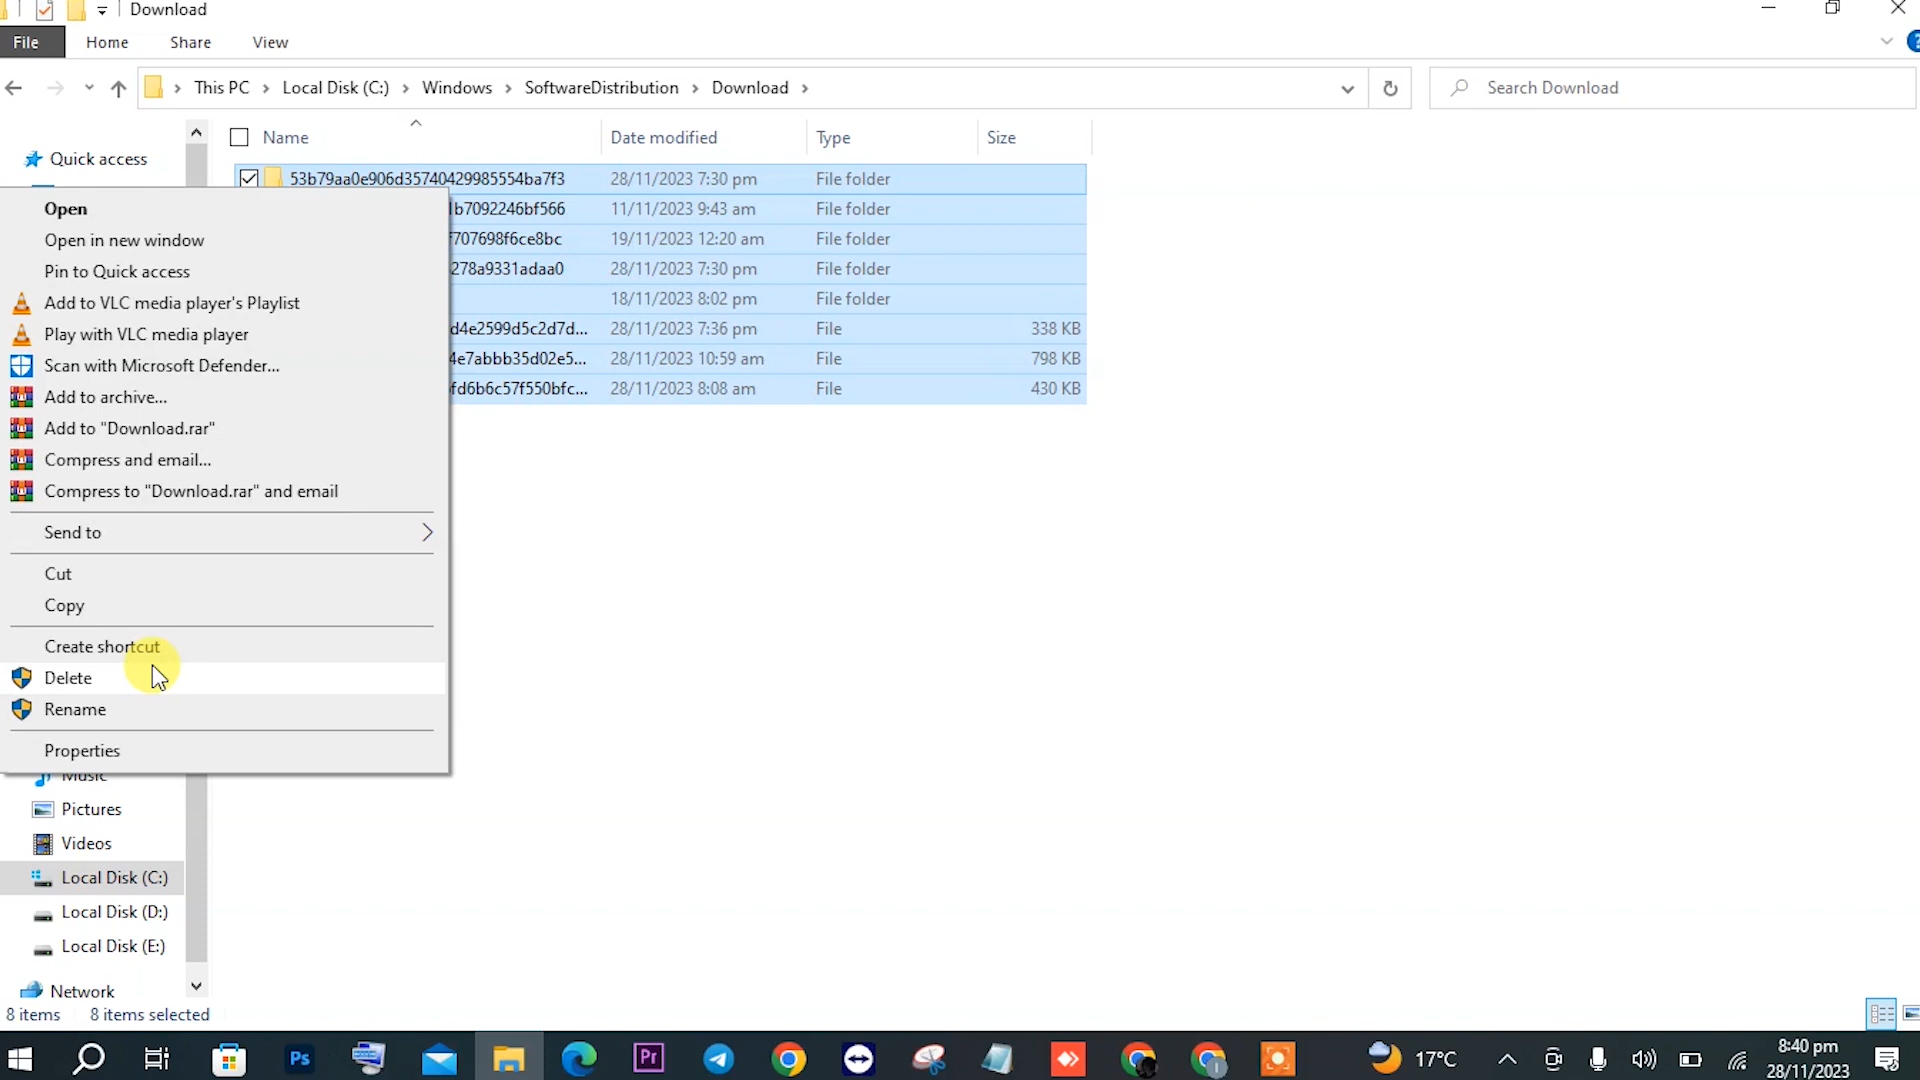 Download
File Home Share View
This PC > Local Disk (C:) > Windows > SoftwareDistribution > Download >
Search Download
Name Date modified Type Size
Quick access
53b79aa0e906d35740429985554ba7f3 28/11/2023 7:30 pm File folder
lb7092246bf566 11/11/2023 9:43 am File folder
f707698f6ce8bc 19/11/2023 12:20 am File folder
278a9331adaa0 28/11/2023 7:30 pm File folder
18/11/2023 8:02 pm File folder
d4e2599d5c2d7d... 28/11/2023 7:36 pm File 338 KB
4e7abbb35d02e5... 28/11/2023 10:59 am File 798 KB
fd6b6c57f550bfc... 28/11/2023 8:08 am File 430 KB
Open
Open in new window
Pin to Quick access
Add to VLC media player's Playlist
Play with VLC media player
Scan with Microsoft Defender...
Add to archive...
Add to "Download.rar"
Compress and email...
Compress to "Download.rar" and email
Send to
Cut
Copy
Create shortcut
Delete
Rename
Properties
Music
Pictures
Videos
Local Disk (C:)
Local Disk (D:)
Local Disk (E:)
Network
8 items 8 items selected
Ps
Pr
17°C
8:40 pm
28/11/2023